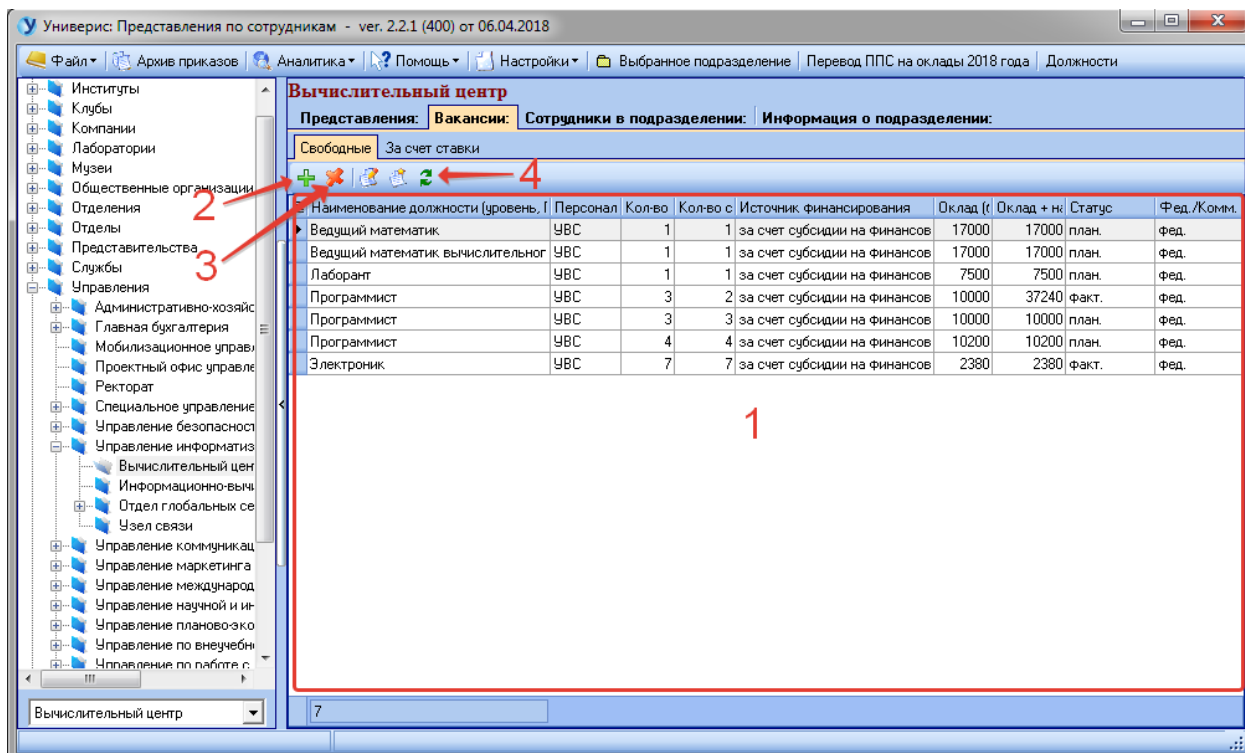 Универис: Представления по сотрудникам - ver. 2.2.1 (400) от 06.04.2018
Файл Архив приказов Аналитика Помощь Настройки Выбранное подразделение Перевод ППС на оклады 2018 года Должности
Институты
Клубы
Компании
Лаборатории
Музеи
Общественные организации
Отделения
Отделы
Представительства
Службы
Управления
Административно-хозяйс
Главная бухгалтерия
Мобилизационное управл
Проектный офис управле
Ректорат
Специальное управление
Управление безопасност
Управление информатиз
Вычислительный цен
Информационно-вычи
Отдел глобальных се
Узел связи
Управление коммуникац
Управление маркетинга
Управление международ
Управление научной и ин
Управление планово-эко
Управление по внеучебн
Управление по работе с
Вычислительный центр
Вычислительный центр
Представления: Вакансии: Сотрудники в подразделении: Информация о подразделении:
Свободные За счет ставки
2
3
4
Наименование должности (уровень, Г Персонал Кол-во Кол-во с Источник финансирования Оклад (( Оклад + на Статус Фед./Комм.
Ведущий математик УВС 1 1 за счет субсидии на финансов 17000 17000 план. фед.
Ведущий математик вычислительног УВС 1 1 за счет субсидии на финансов 17000 17000 план. фед.
Лаборант УВС 1 1 за счет субсидии на финансов 7500 7500 план. фед.
Программист УВС 3 2 за счет субсидии на финансов 10000 37240 факт. фед.
Программист УВС 3 3 за счет субсидии на финансов 10000 10000 план. фед.
Программист УВС 4 4 за счет субсидии на финансов 10200 10200 план. фед.
Электроник УВС 7 7 за счет субсидии на финансов 2380 2380 факт. фед.
1
7